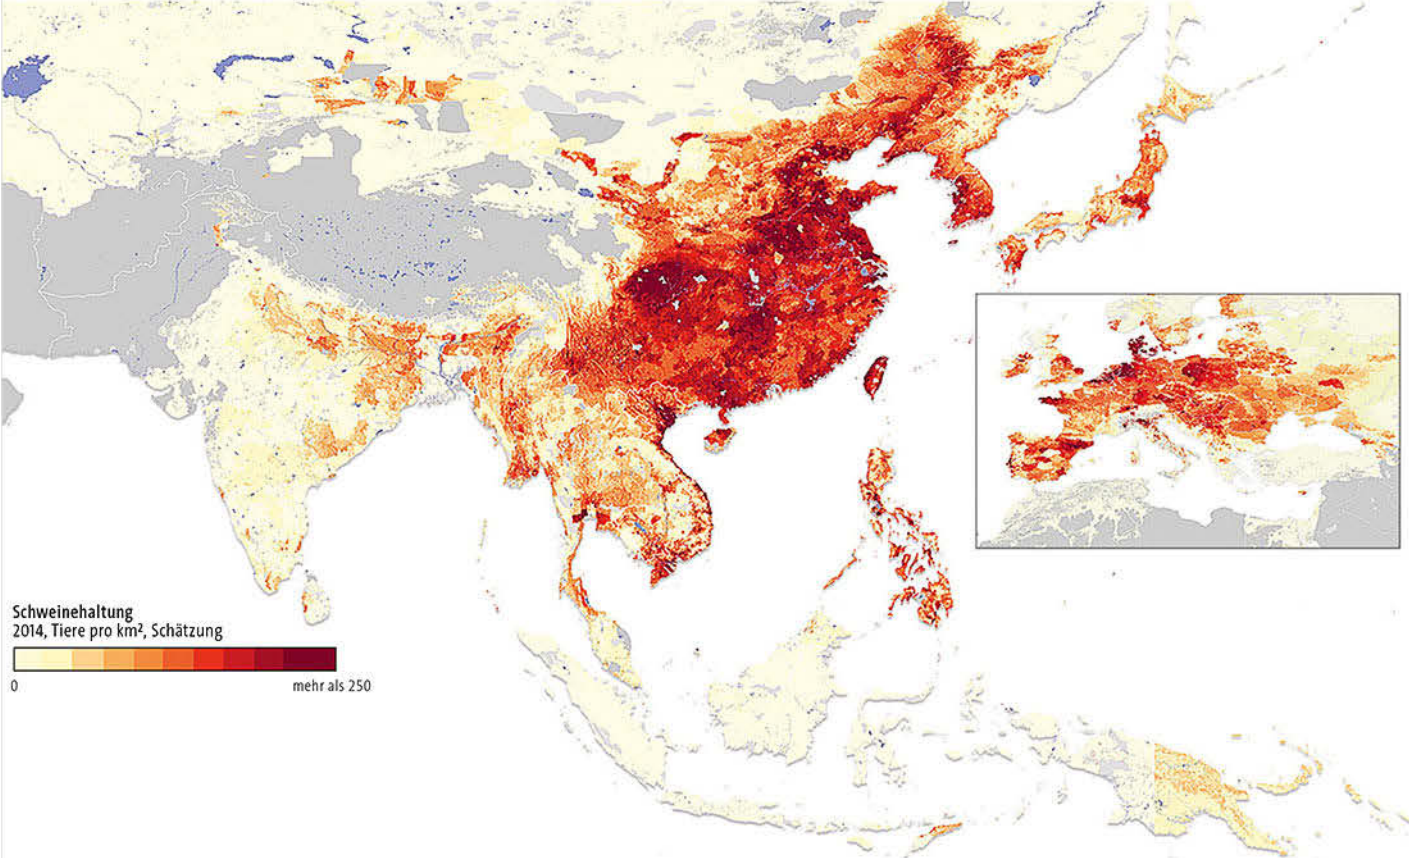 Schweinehaltung
2014, Tiere pro km², Schätzung
0 mehr als 250